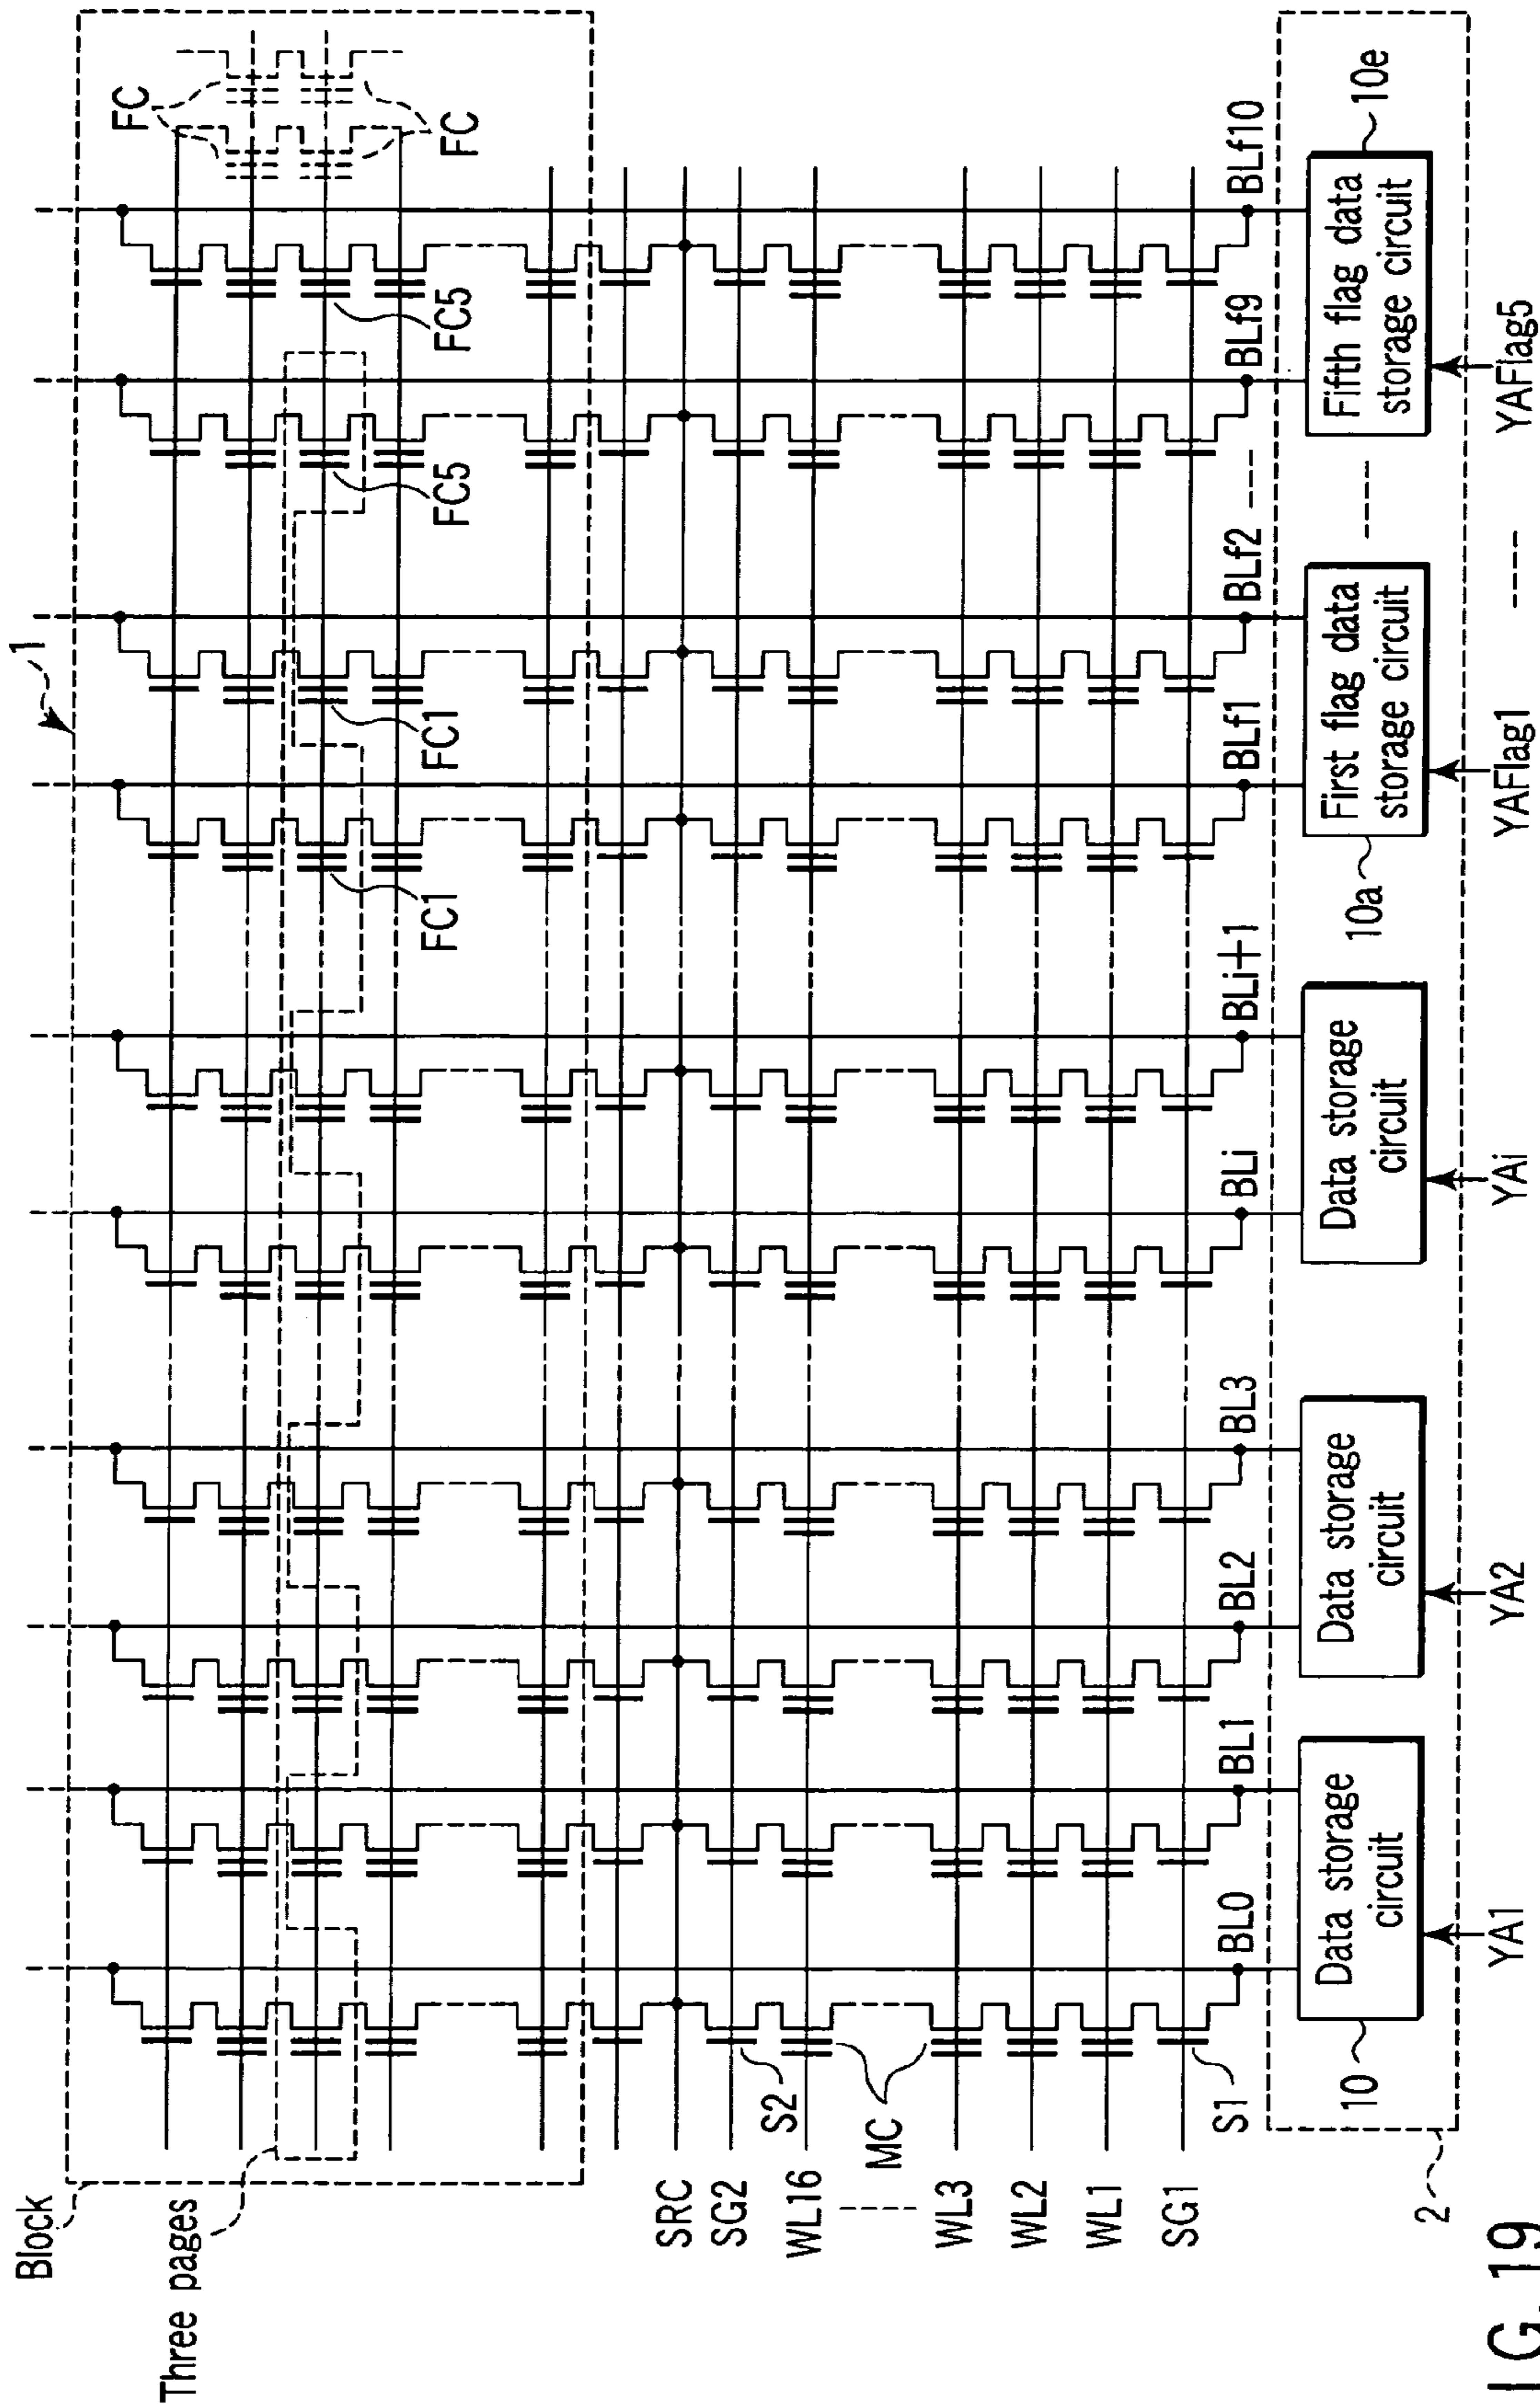 Block
Three pages
1
FC
FC
FC1
FC1
FC5
FC5
SRC
SG2
WL16
WL3
WL2
WL1
SG1
S2
MC
S1
BL0
BL1
BL2
BL3
BLi
BLi+1
BLf1
BLf2
BLf9
BLf10
2
10
Data storage
circuit
Data storage
circuit
Data storage
circuit
10a
First flag data
storage circuit
Fifth flag data
storage circuit
10e
YA1
YA2
YAi
YAFlag1
YAFlag5
IG. 19